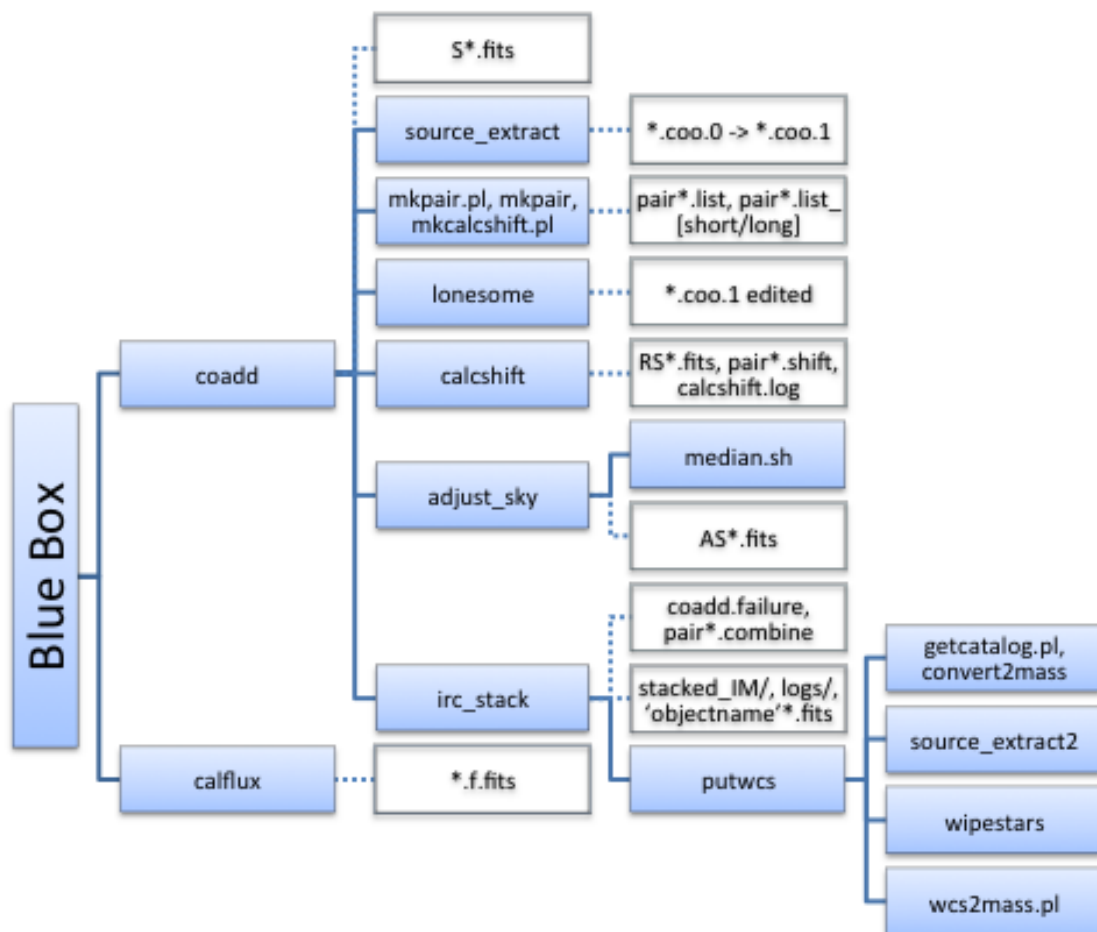 Blue Box
coadd
S*.fits
source_extract
*.coo.0 -> *.coo.1
mkpair.pl, mkpair,
mkcalcshift.pl
pair*.list, pair*.list_
[short/long]
lonesome
*.coo.1 edited
calcshift
RS*.fits, pair*.shift,
calcshift.log
adjust_sky
median.sh
AS*.fits
irc_stack
coadd.failure,
pair*.combine
stacked_IM/, logs/,
‘objectname’*.fits
putwcs
getcatalog.pl,
convert2mass
source_extract2
wipestars
wcs2mass.pl
calflux
*.f.fits